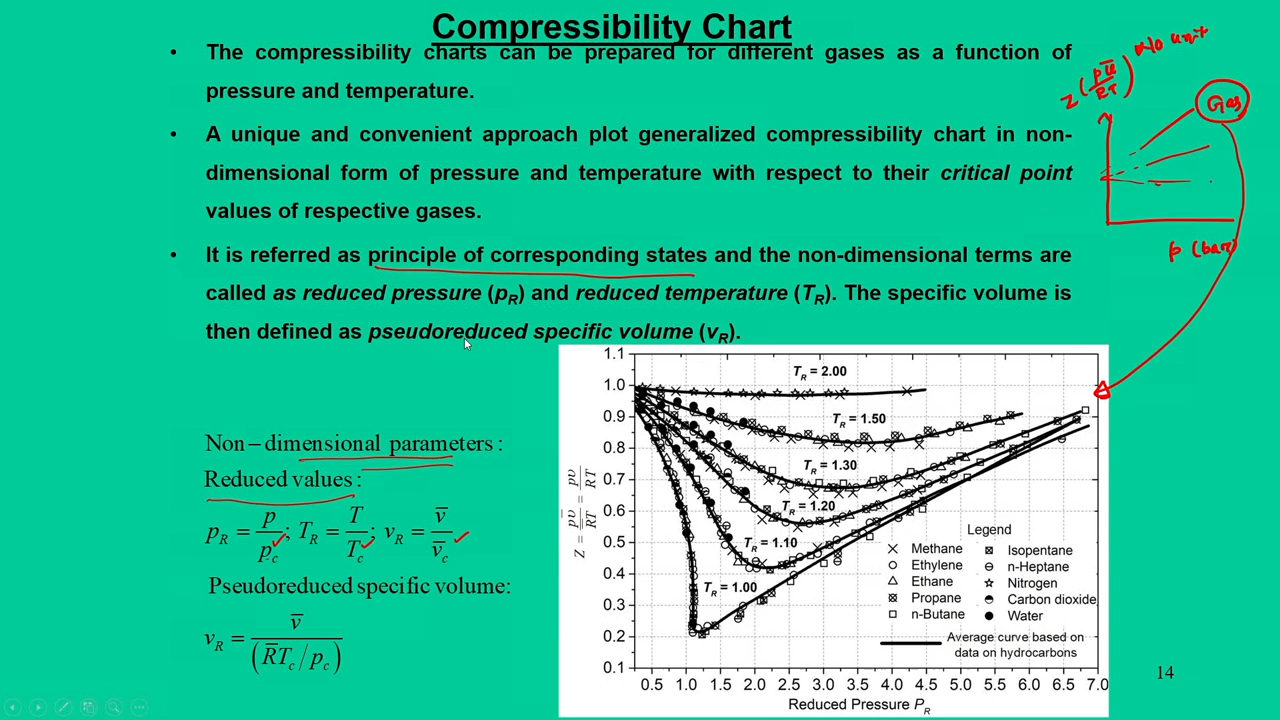 Compressibility Chart
• The compressibility charts can be prepared for different gases as a function of
pressure and temperature.
• A unique and convenient approach plot generalized compressibility chart in non-
dimensional form of pressure and temperature with respect to their critical point
values of respective gases.
• It is referred as principle of corresponding states and the non-dimensional terms are
called as reduced pressure (pR) and reduced temperature (TR). The specific volume is
then defined as pseudoreduced specific volume (vR).
Non-dimensional parameters:
Reduced values:
pR = p/pc; TR = T/Tc; vR = v̅/v̅c
Pseudoreduced specific volume:
vR = v̅/(R̅Tc/pc)
Z (pv̅/RT)
Gas
p (bar)
1.1
1.0
0.9
0.8
0.7
0.6
0.5
0.4
0.3
0.2
0.1
Z = pv̅/R̅T = pv/RT
TR = 2.00
TR = 1.50
TR = 1.30
TR = 1.20
TR = 1.10
TR = 1.00
Legend
Methane
Ethylene
Ethane
Propane
n-Butane
Isopentane
n-Heptane
Nitrogen
Carbon dioxide
Water
Average curve based on
data on hydrocarbons
0.5 1.0 1.5 2.0 2.5 3.0 3.5 4.0 4.5 5.0 5.5 6.0 6.5 7.0
Reduced Pressure PR
14